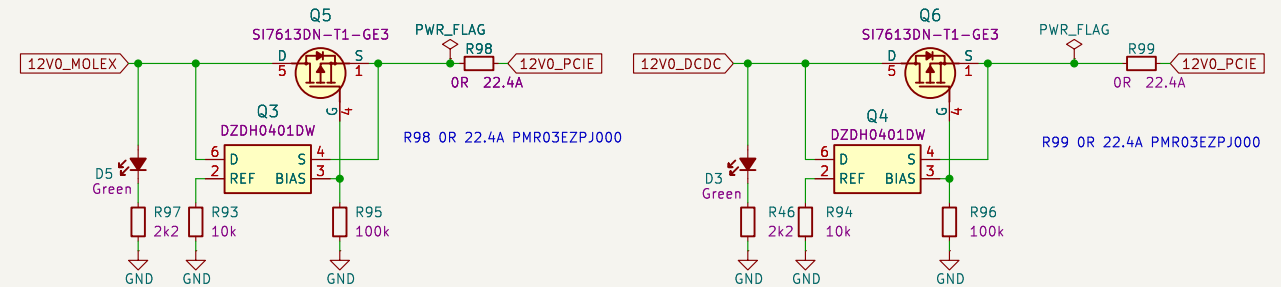 Q5
SI7613DN-T1-GE3
PWR_FLAG
12V0_MOLEX
D
5
S
1
R98
12V0_PCIE
0R 22.4A
G
4
Q3
DZDH0401DW
R98 0R 22.4A PMR03EZPJ000
6 D
S 4
2 REF
BIAS 3
D5
Green
R97
2k2
R93
10k
R95
100k
GND
GND
GND
Q6
SI7613DN-T1-GE3
PWR_FLAG
12V0_DCDC
D
5
S
1
R99
12V0_PCIE
0R 22.4A
G
4
Q4
DZDH0401DW
R99 0R 22.4A PMR03EZPJ000
6 D
S 4
2 REF
BIAS 3
D3
Green
R46
2k2
R94
10k
R96
100k
GND
GND
GND